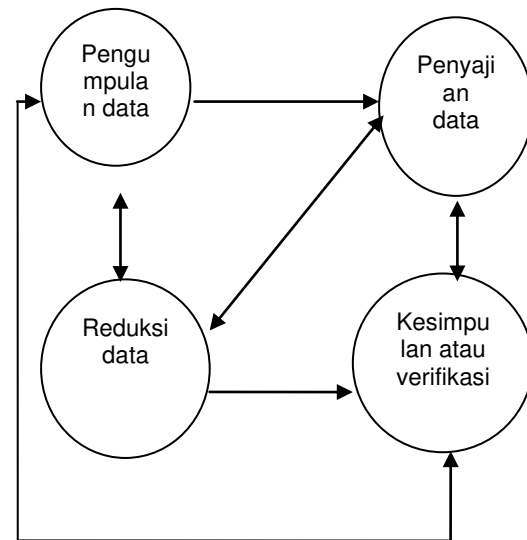 Pengu
mpula
n data
Penyaji
an
data
Reduksi
data
Kesimpu
lan atau
verifikasi